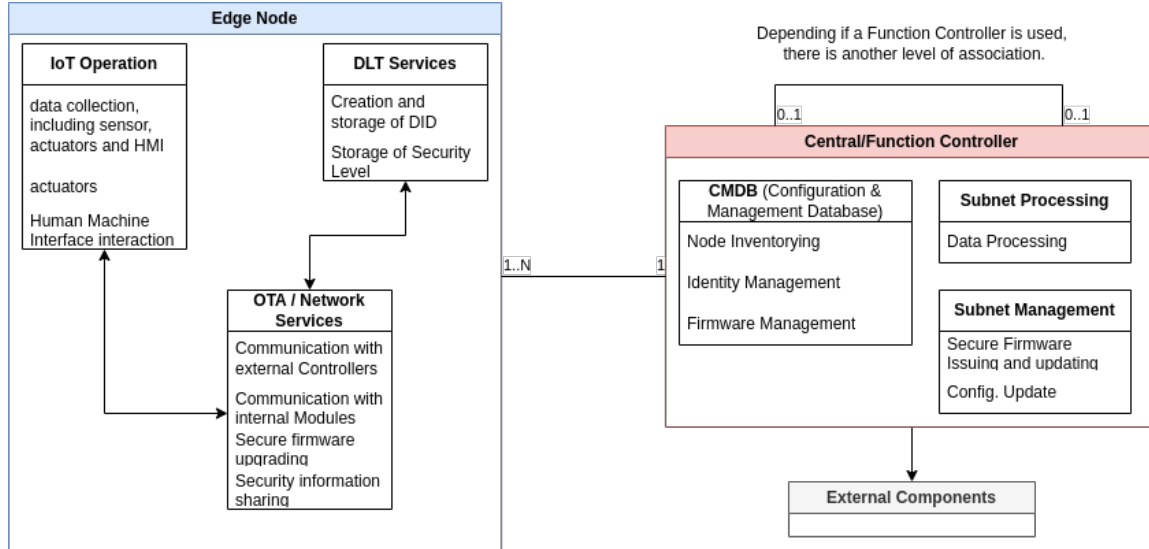 Edge Node
IoT Operation
data collection,
including sensor,
actuators and HMI
actuators
Human Machine
Interface interaction
DLT Services
Creation and
storage of DID
Storage of Security
Level
OTA / Network
Services
Communication with
external Controllers
Communication with
internal Modules
Secure firmware
upgrading
Security information
sharing
1..N
1
Depending if a Function Controller is used,
there is another level of association.
0..1
0..1
Central/Function Controller
CMDB (Configuration &
Management Database)
Node Inventorying
Identity Management
Firmware Management
Subnet Processing
Data Processing
Subnet Management
Secure Firmware
Issuing and updating
Config. Update
External Components